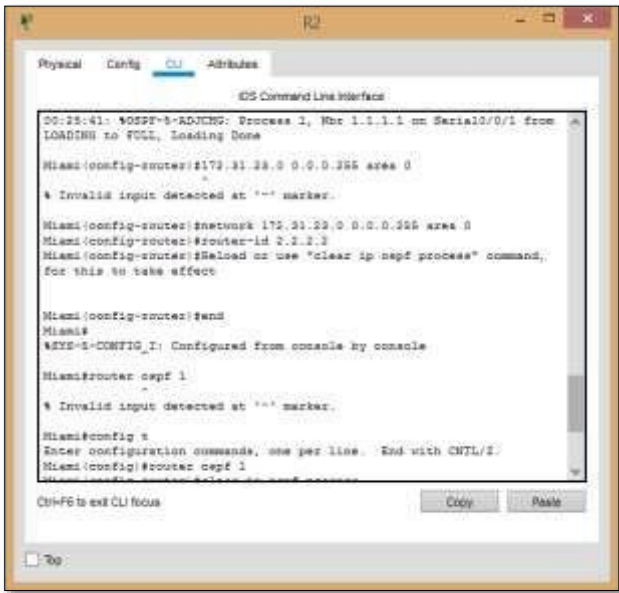 R2
Physical Config CLI Attributes
IOS Command Line Interface
00:25:41: %OSPF-5-ADJCHG: Process 1, Nbr 1.1.1.1 on Serial0/0/1 from
LOADING to FULL, Loading Done
Miami(config-router)#172.31.23.0 0.0.0.255 area 0
^
% Invalid input detected at '^' marker.
Miami(config-router)#network 172.31.23.0 0.0.0.255 area 0
Miami(config-router)#router-id 2.2.2.2
Miami(config-router)#Reload or use "clear ip ospf process" command,
for this to take effect
Miami(config-router)#end
Miami#
%SYS-5-CONFIG_I: Configured from console by console
Miami#router ospf 1
^
% Invalid input detected at '^' marker.
Miami#config t
Enter configuration commands, one per line. End with CNTL/Z.
Miami(config)#router ospf 1
Ctrl+F6 to exit CLI focus
Copy Paste
Top